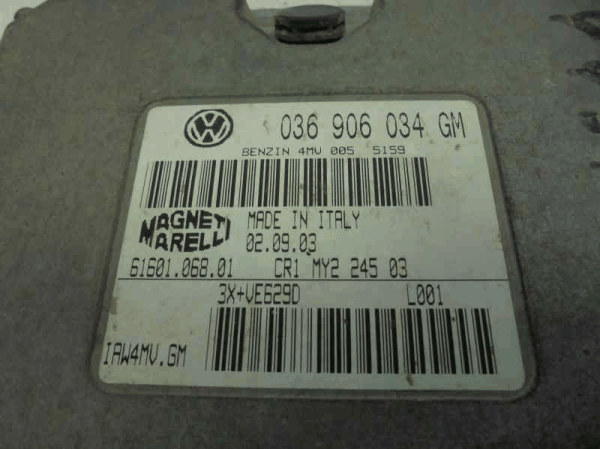 036 906 034 GM
BENZIN 4MV 005 5159
MAGNETI MARELLI
MADE IN ITALY
02.09.03
61601.068.01 CR1 MY2 245 03
3X+VE629D L001
IAW4MV.GM